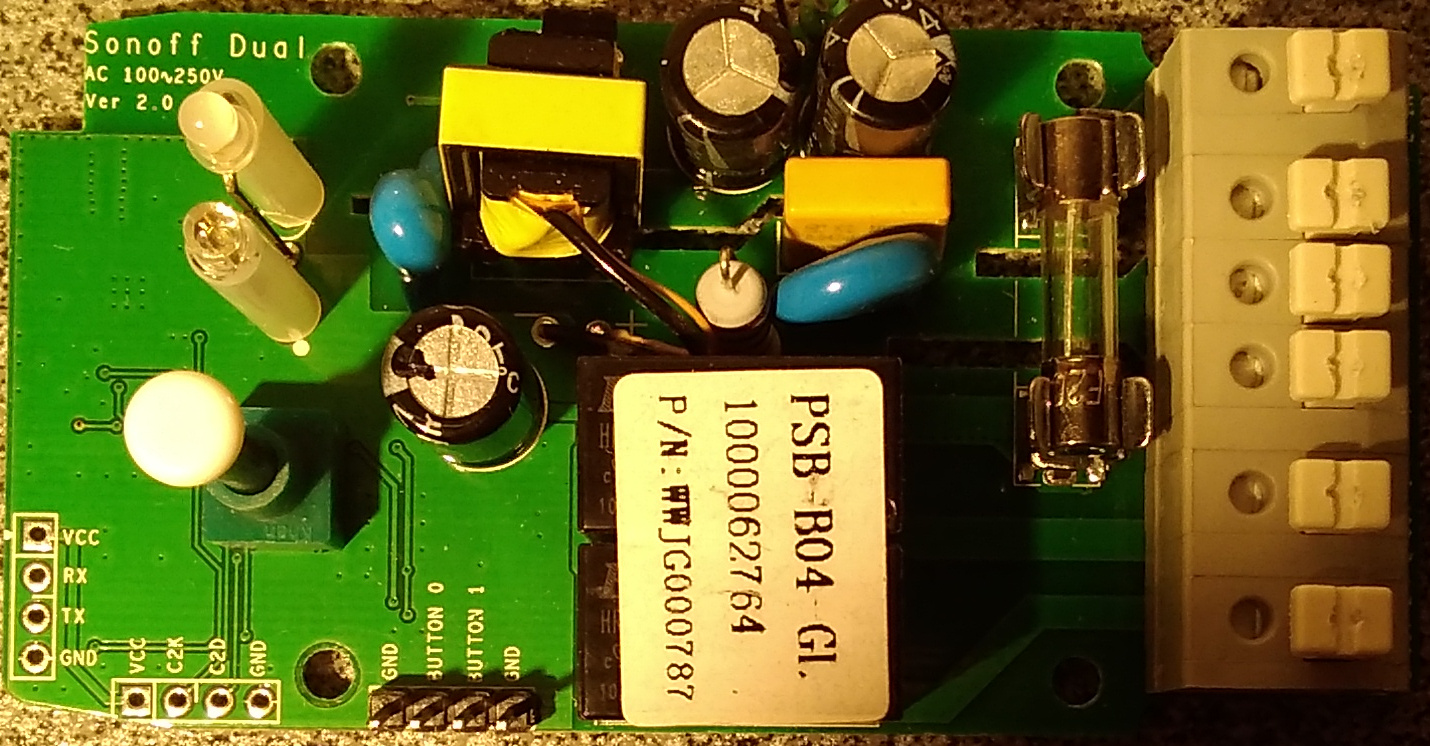 Sonoff Dual
AC 100~250V
Ver 2.0
PSB-B04-GL
1000062764
P/N:WWJG000787
VCC
RX
TX
GND
VCC
C2K
C2D
GND
GND
BUTTON 0
BUTTON 1
GND